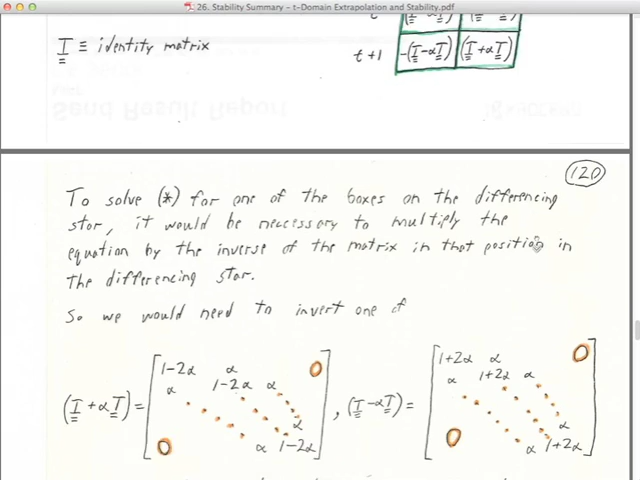 26. Stability Summary – t-Domain Extrapolation and Stability.pdf
I ≡ identity matrix
t+1 -(I-αT) (I+αT)
120
To solve (*) for one of the boxes on the differencing
star, it would be necessary to multiply the
equation by the inverse of the matrix in that position in
the differencing star.
So we would need to invert one of
(I+αT)= [1-2α α 0
α 1-2α α
α
0 α 1-2α]
, (I-αT)= [1+2α α 0
α 1+2α α
α
0 α 1+2α]